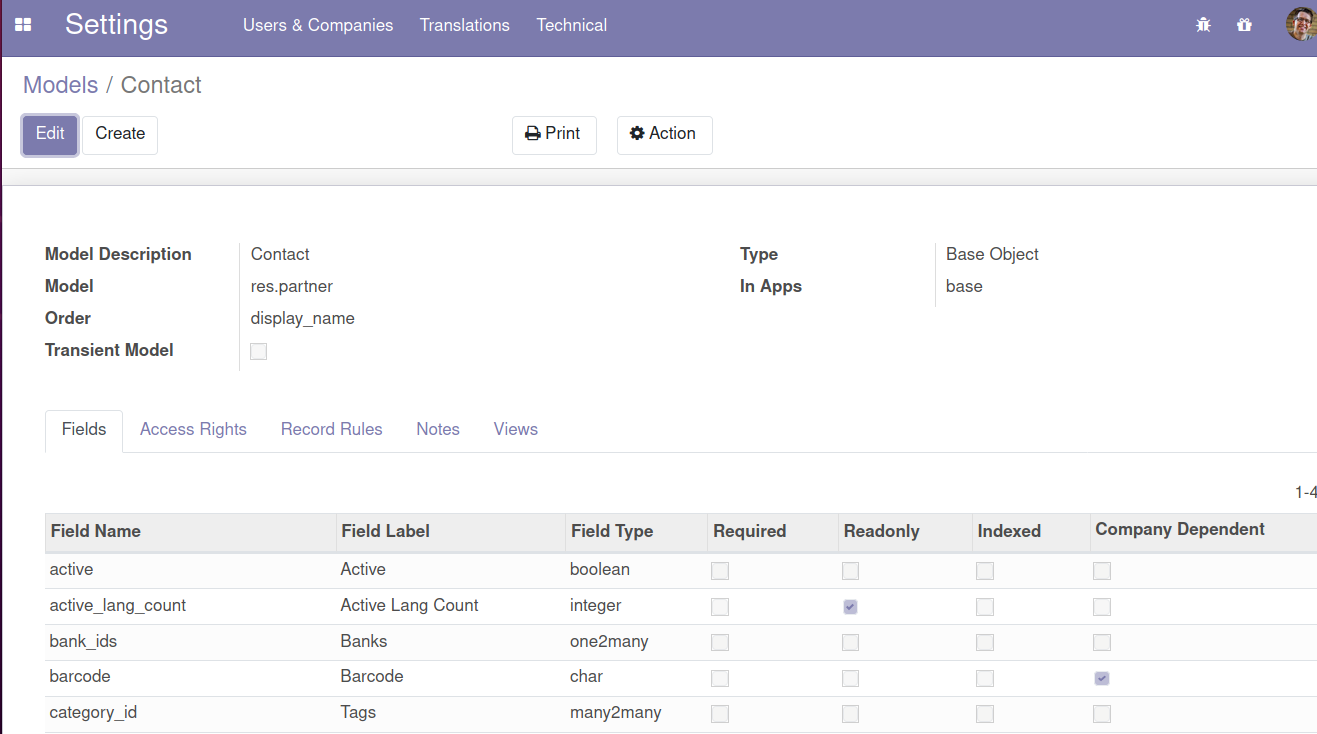 Settings Users & Companies Translations Technical
Models / Contact
Edit Create Print Action
Model Description Contact Type Base Object
Model res.partner In Apps base
Order display_name
Transient Model
Fields Access Rights Record Rules Notes Views
1-4
Field Name Field Label Field Type Required Readonly Indexed Company Dependent
active Active boolean
active_lang_count Active Lang Count integer
bank_ids Banks one2many
barcode Barcode char
category_id Tags many2many